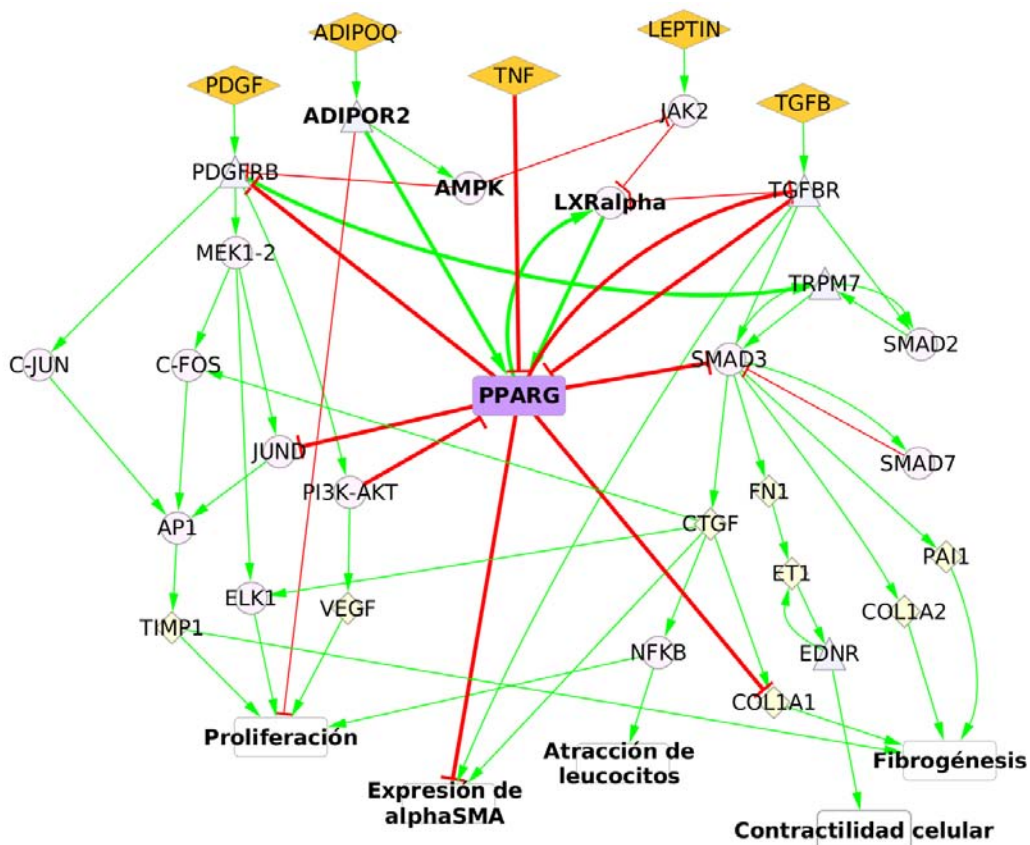 ADIPOQ
LEPTIN
TNF
PDGF
TGFB
JAK2
ADIPOR2
PDGFRB
AMPK
LXRalpha
TGFBR
MEK1-2
TRPM7
SMAD2
C-JUN
C-FOS
SMAD3
PPARG
JUND
SMAD7
PI3K-AKT
FN1
AP1
CTGF
PAI1
ET1
ELK1
VEGF
COL1A2
TIMP1
NFKB
EDNR
COL1A1
Proliferación
Atracción de
leucocitos
Fibrogénesis
Expresión de
alphaSMA
Contractilidad celular